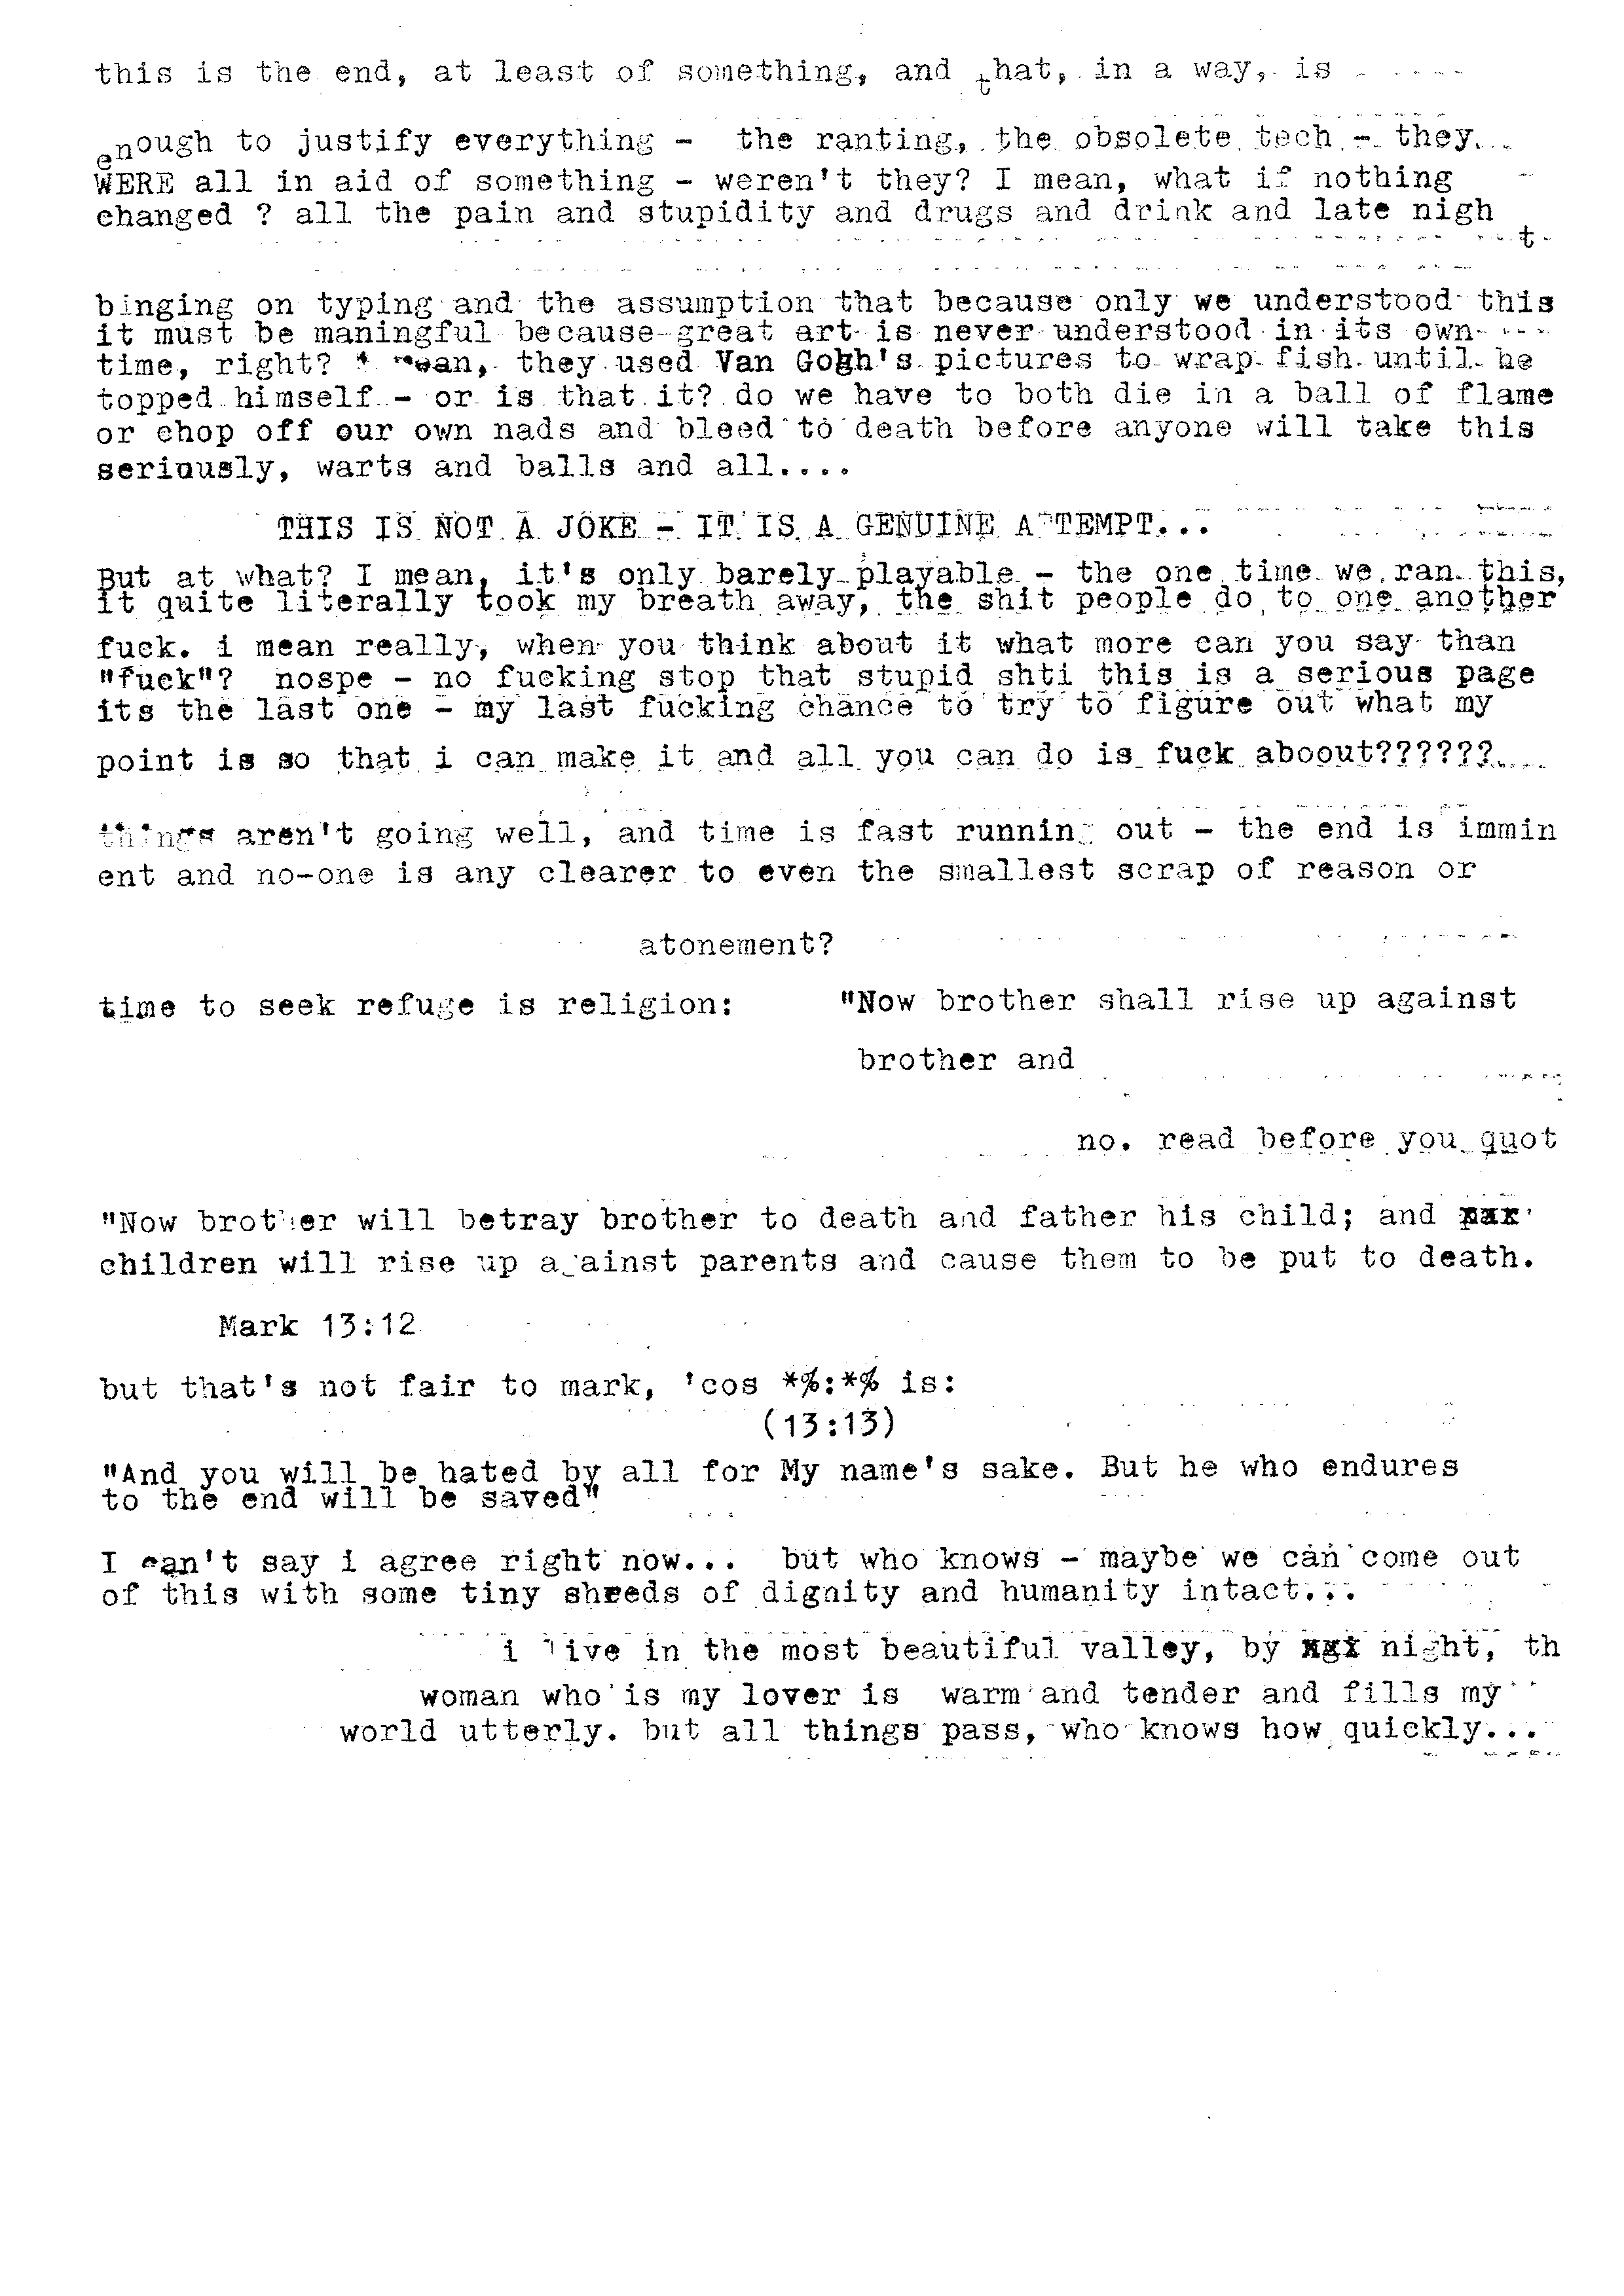 this is the end, at least of something, and that, in a way, is
enough to justify everything - the ranting, the obsolete tech - they
WERE all in aid of something - weren't they? I mean, what if nothing
changed ? all the pain and stupidity and drugs and drink and late nigh
t
binging on typing and the assumption that because only we understood this
it must be maningful because great art is never understood in its own
time, right? I mean, they used Van Gogh's pictures to wrap fish until he
topped himself - or is that it? do we have to both die in a ball of flame
or chop off our own nads and bleed to death before anyone will take this
seriously, warts and balls and all....
THIS IS NOT A JOKE - IT IS A GENUINE ATTEMPT...
But at what? I mean, it's only barely playable - the one time we ran this,
it quite literally took my breath away, the shit people do to one another
fuck. i mean really, when you think about it what more can you say than
"fuck"? nospe - no fucking stop that stupid shti this is a serious page
its the last one - my last fucking chance to try to figure out what my
point is so that i can make it and all you can do is fuck aboout??????
things aren't going well, and time is fast running out - the end is immin
ent and no-one is any clearer to even the smallest scrap of reason or
atonement?
time to seek refuge is religion: "Now brother shall rise up against
brother and
no. read before you quot
"Now brother will betray brother to death and father his child; and
children will rise up against parents and cause them to be put to death.
Mark 13:12
but that's not fair to mark, 'cos *%:*% is:
(13:13)
"And you will be hated by all for My name's sake. But he who endures
to the end will be saved"
I can't say i agree right now... but who knows - maybe we can come out
of this with some tiny shreds of dignity and humanity intact...
i live in the most beautiful valley, by night, th
woman who is my lover is warm and tender and fills my
world utterly. but all things pass, who knows how quickly...